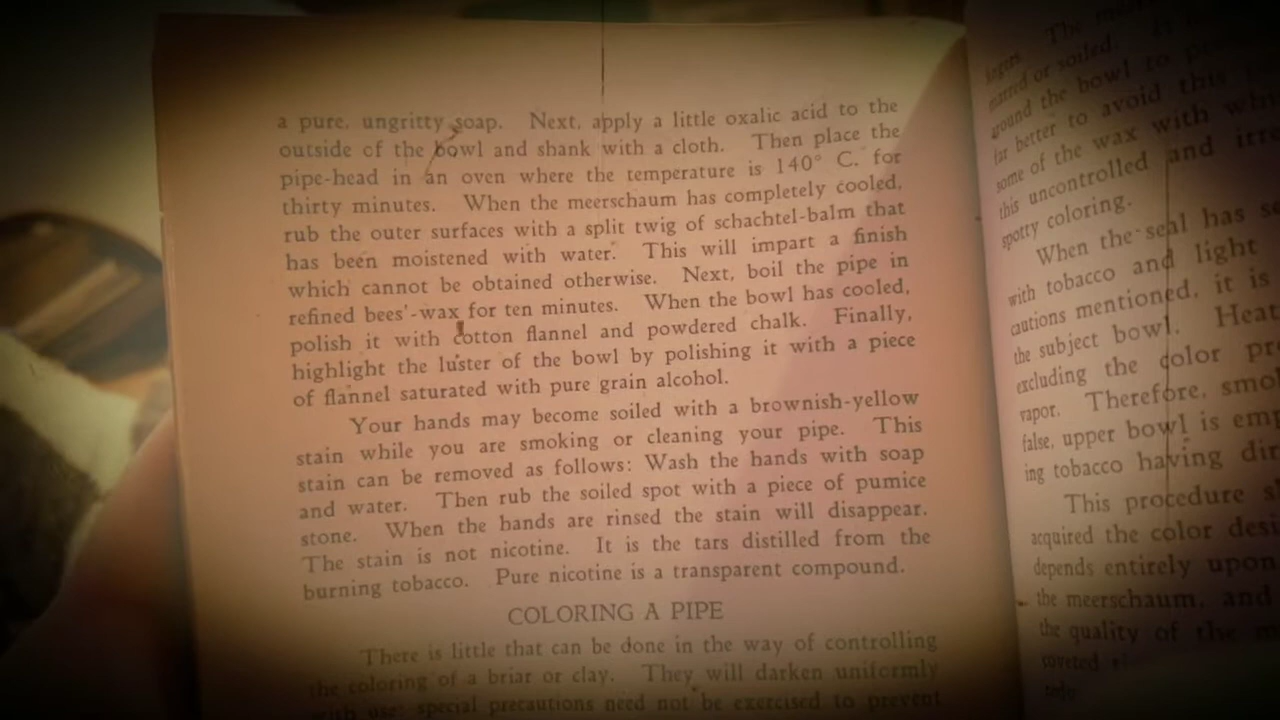 a pure, ungritty soap. Next, apply a little oxalic acid to the
outside of the bowl and shank with a cloth. Then place the
pipe-head in an oven where the temperature is 140° C. for
thirty minutes. When the meerschaum has completely cooled,
rub the outer surfaces with a split twig of schachtel-balm that
has been moistened with water. This will impart a finish
which cannot be obtained otherwise. Next, boil the pipe in
refined bees'-wax for ten minutes. When the bowl has cooled,
polish it with cotton flannel and powdered chalk. Finally,
highlight the luster of the bowl by polishing it with a piece
of flannel saturated with pure grain alcohol.
Your hands may become soiled with a brownish-yellow
stain while you are smoking or cleaning your pipe. This
stain can be removed as follows: Wash the hands with soap
and water. Then rub the soiled spot with a piece of pumice
stone. When the hands are rinsed the stain will disappear.
The stain is not nicotine. It is the tars distilled from the
burning tobacco. Pure nicotine is a transparent compound.
COLORING A PIPE
There is little that can be done in the way of controlling
the coloring of a briar or clay. They will darken uniformly
with use; special precautions need not be exercised to prevent
The
marred or soiled.
ground the bowl to
far better to avoid this
some of the wax with
this uncontrolled and
spotty coloring.
When the seal has
with tobacco and light
cautions mentioned, it is
the subject bowl. Heat
excluding the color
vapor. Therefore,
false, upper bowl is
ing tobacco having
This procedure
acquired the color
depends entirely upon
the meerschaum, and
the quality of the
coveted